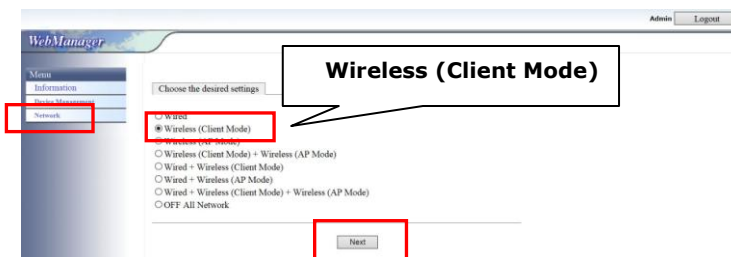 Admin Logout
WebManager
Wireless (Client Mode)
Menu
Information
Device Management
Network
Choose the desired settings
Wired
Wireless (Client Mode)
Wireless (AP Mode)
Wireless (Client Mode) + Wireless (AP Mode)
Wired + Wireless (Client Mode)
Wired + Wireless (AP Mode)
Wired + Wireless (Client Mode) + Wireless (AP Mode)
OFF All Network
Next